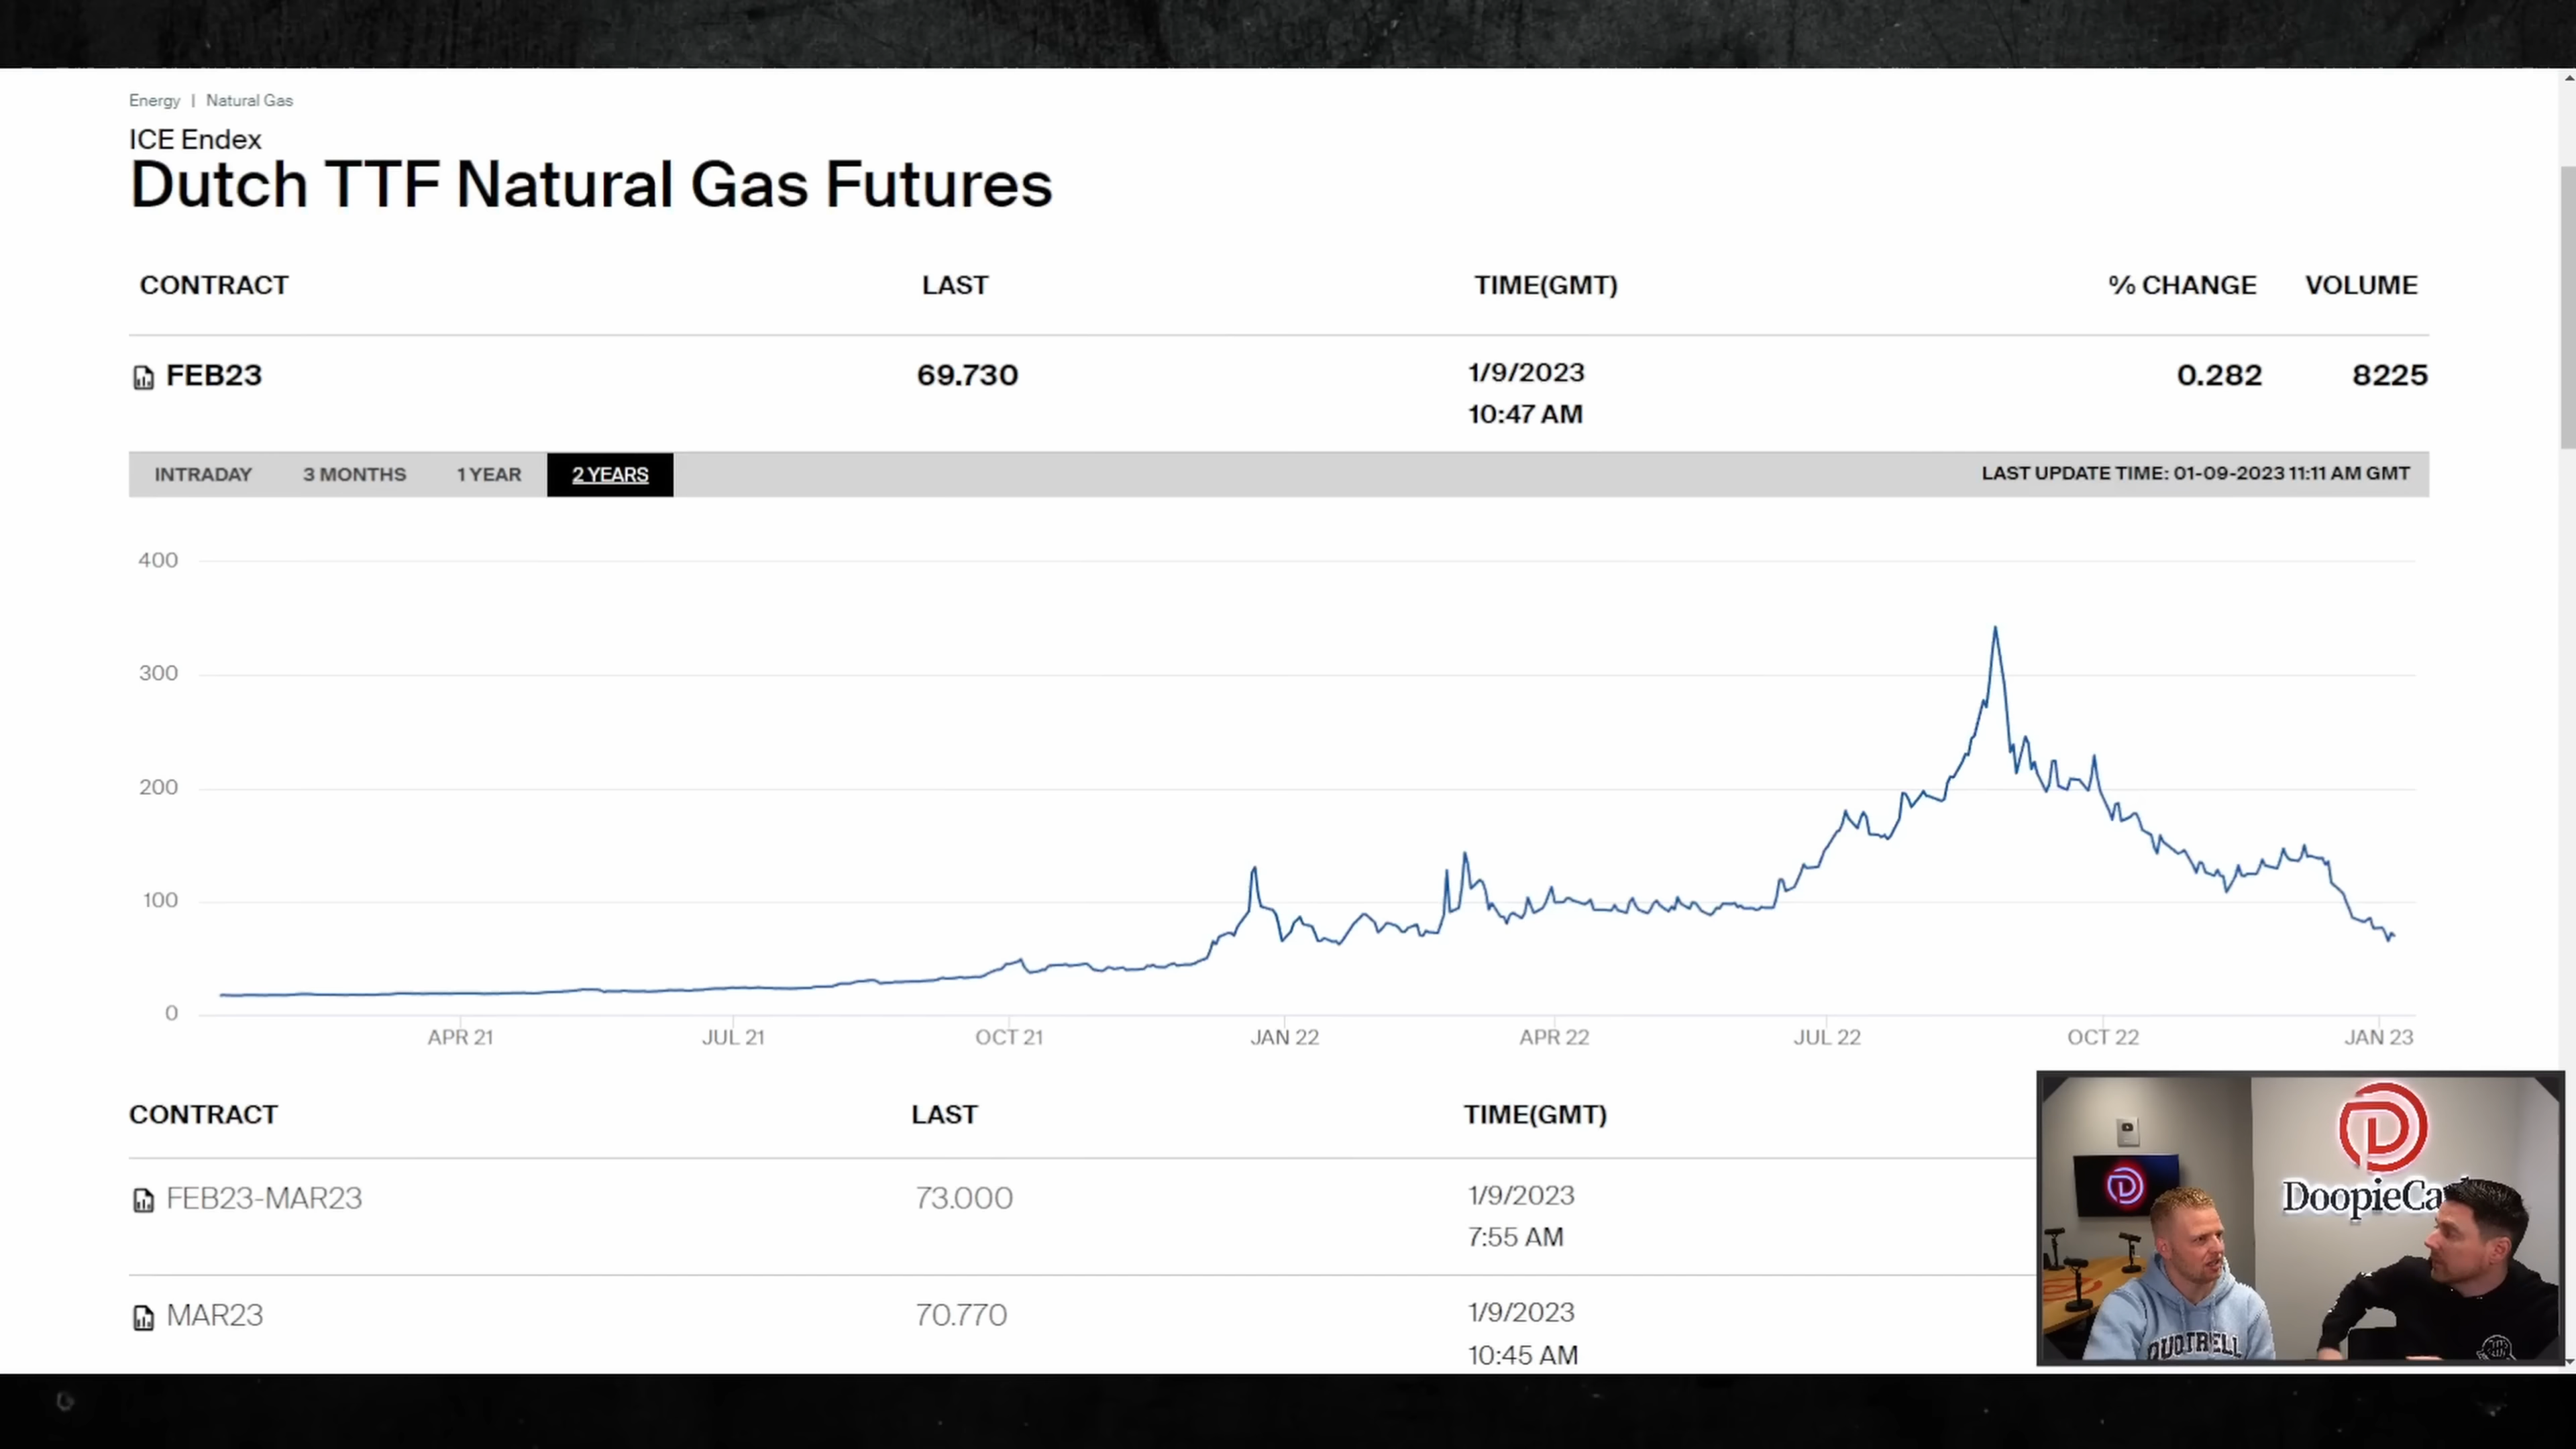 Energy | Natural Gas
ICE Endex
Dutch TTF Natural Gas Futures
CONTRACT LAST TIME(GMT) % CHANGE VOLUME
FEB23 69.730 1/9/2023 0.282 8225
10:47 AM
INTRADAY 3 MONTHS 1 YEAR 2 YEARS LAST UPDATE TIME: 01-09-2023 11:11 AM GMT
400
300
200
100
0
APR 21 JUL 21 OCT 21 JAN 22 APR 22 JUL 22 OCT 22 JAN 23
CONTRACT LAST TIME(GMT)
FEB23-MAR23 73.000 1/9/2023
7:55 AM
MAR23 70.770 1/9/2023
10:45 AM
DoopieCa
QUOTRELL